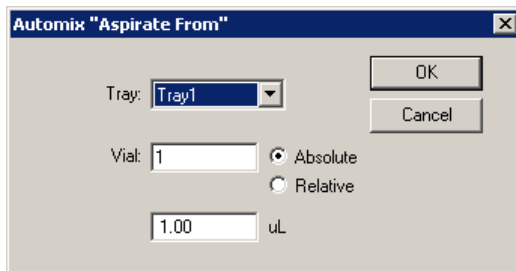 Automix "Aspirate From"
OK
Tray: Tray1
Cancel
Vial: 1
Absolute
Relative
1.00 uL